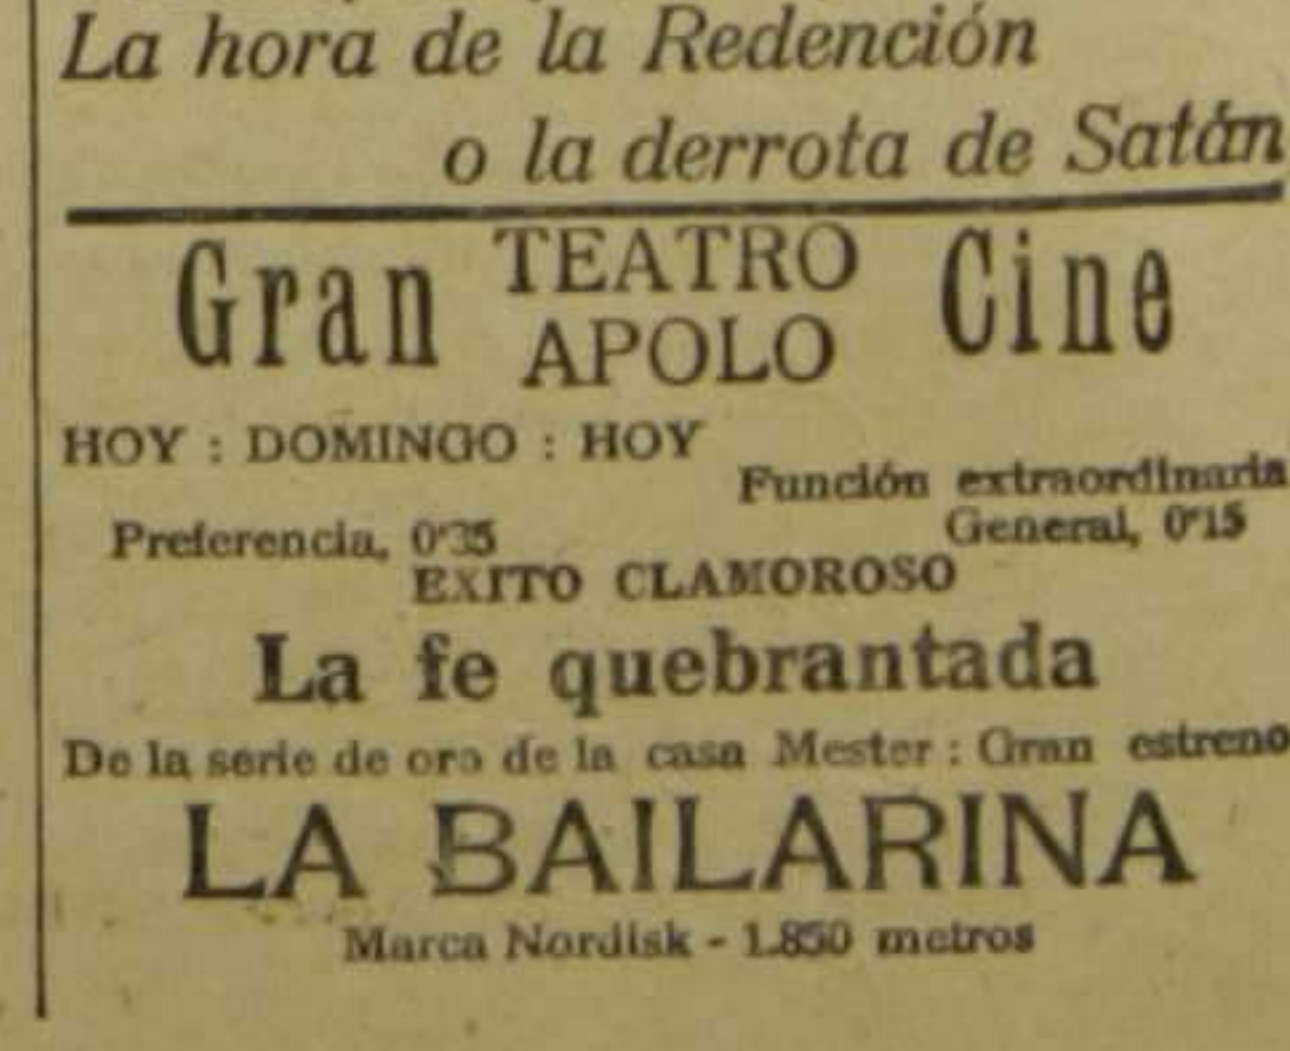 La hora de la Redención
o la derrota de Satán
Gran TEATRO APOLO Cine
HOY : DOMINGO : HOY
Función extraordinaria
Preferencia, 0'35
General, 0'15
EXITO CLAMOROSO
La fe quebrantada
De la serie de oro de la casa Mester : Gran estreno
LA BAILARINA
Marca Nordisk - 1.850 metros